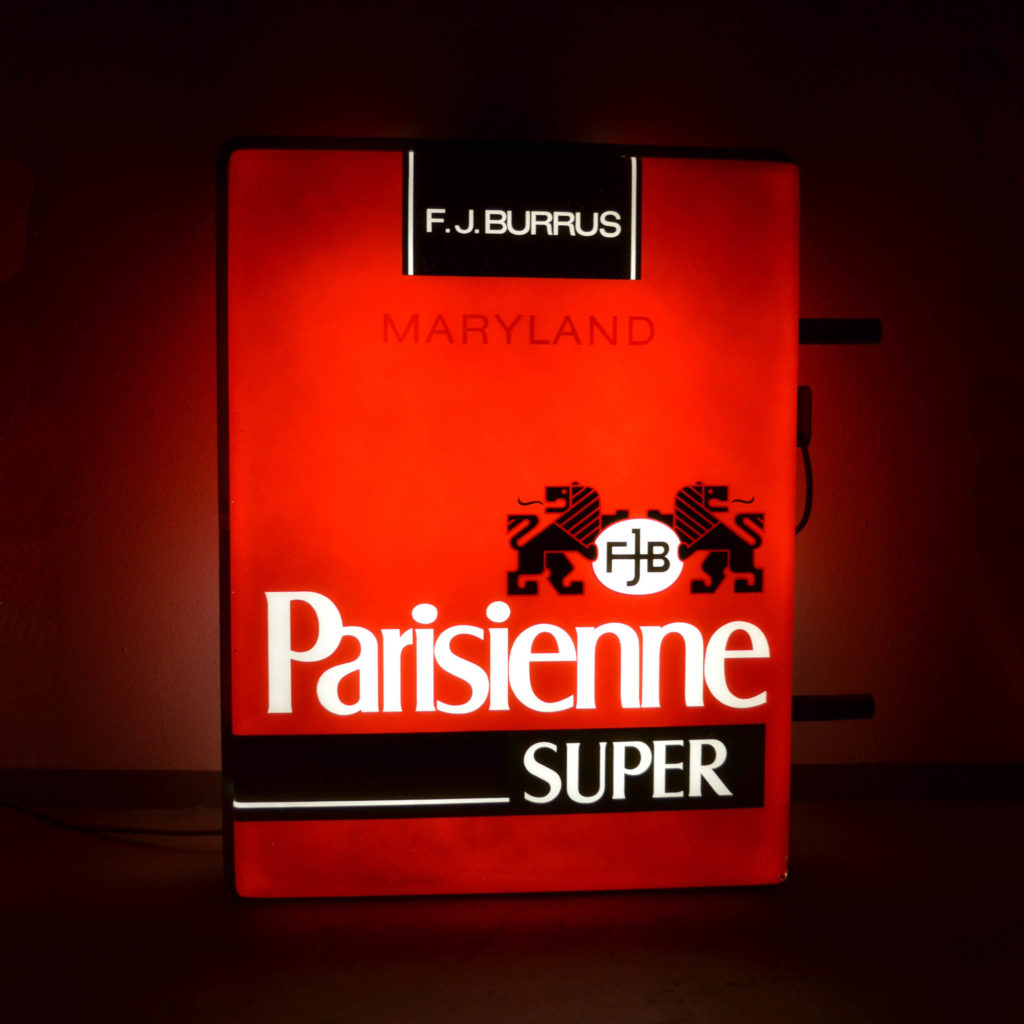 F.J.BURRUS
MARYLAND
FJB
Parisienne
SUPER